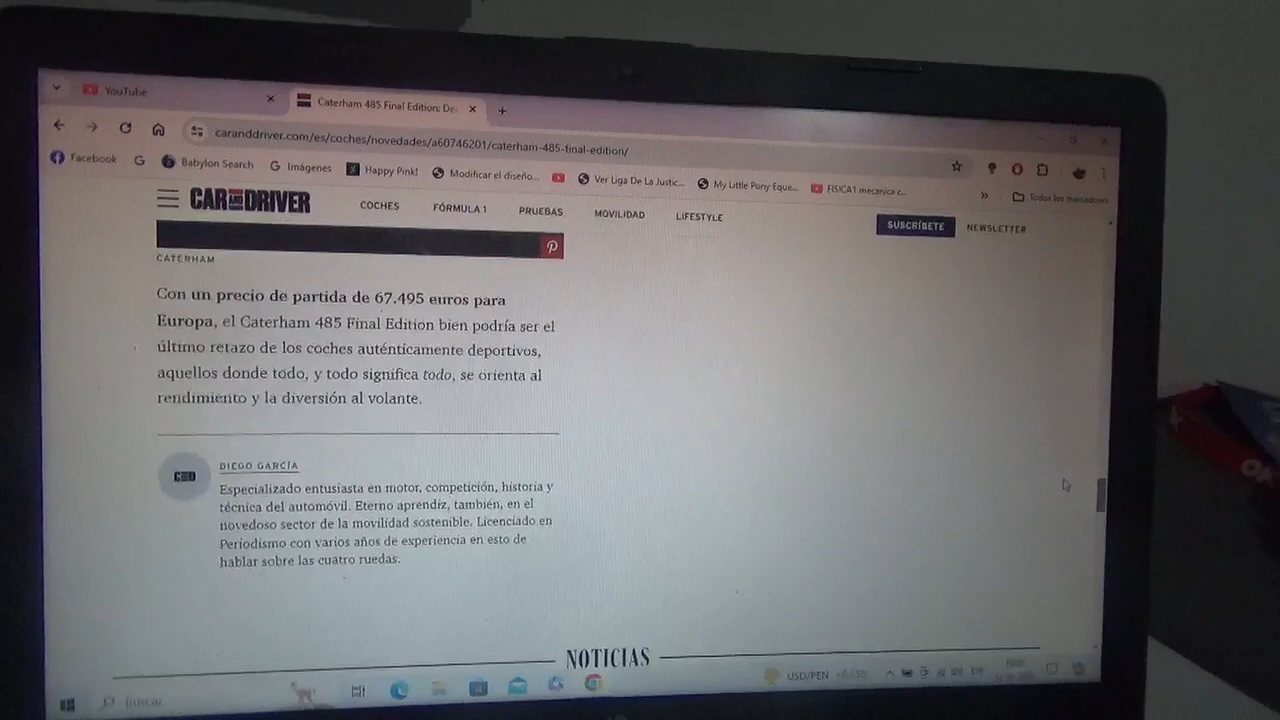 YouTube
Caterham 485 Final Edition: De
caranddriver.com/es/coches/novedades/a60746201/caterham-485-final-edition/
Facebook
Babylon Search
Imágenes
Happy Pink!
Modificar el diseño...
Ver Liga De La Justic...
My Little Pony Eque...
FISICA1 mecanica c...
Todos los marcadores
CAR AND DRIVER
COCHES
FÓRMULA 1
PRUEBAS
MOVILIDAD
LIFESTYLE
SUSCRÍBETE
NEWSLETTER
CATERHAM
Con un precio de partida de 67.495 euros para
Europa, el Caterham 485 Final Edition bien podría ser el
último retazo de los coches auténticamente deportivos,
aquellos donde todo, y todo significa todo, se orienta al
rendimiento y la diversión al volante.
DIEGO GARCÍA
Especializado entusiasta en motor, competición, historia y
técnica del automóvil. Eterno aprendiz, también, en el
novedoso sector de la movilidad sostenible. Licenciado en
Periodismo con varios años de experiencia en esto de
hablar sobre las cuatro ruedas.
NOTICIAS
Buscar
USD/PEN